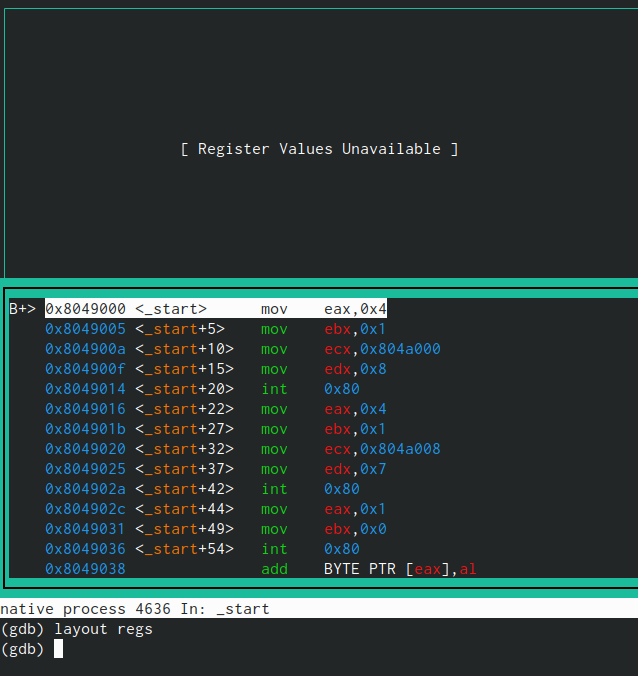 [ Register Values Unavailable ]
B+> 0x8049000 <_start> mov eax,0x4
0x8049005 <_start+5> mov ebx,0x1
0x804900a <_start+10> mov ecx,0x804a000
0x804900f <_start+15> mov edx,0x8
0x8049014 <_start+20> int 0x80
0x8049016 <_start+22> mov eax,0x4
0x804901b <_start+27> mov ebx,0x1
0x8049020 <_start+32> mov ecx,0x804a008
0x8049025 <_start+37> mov edx,0x7
0x804902a <_start+42> int 0x80
0x804902c <_start+44> mov eax,0x1
0x8049031 <_start+49> mov ebx,0x0
0x8049036 <_start+54> int 0x80
0x8049038 add BYTE PTR [eax],al
native process 4636 In: _start
(gdb) layout regs
(gdb)